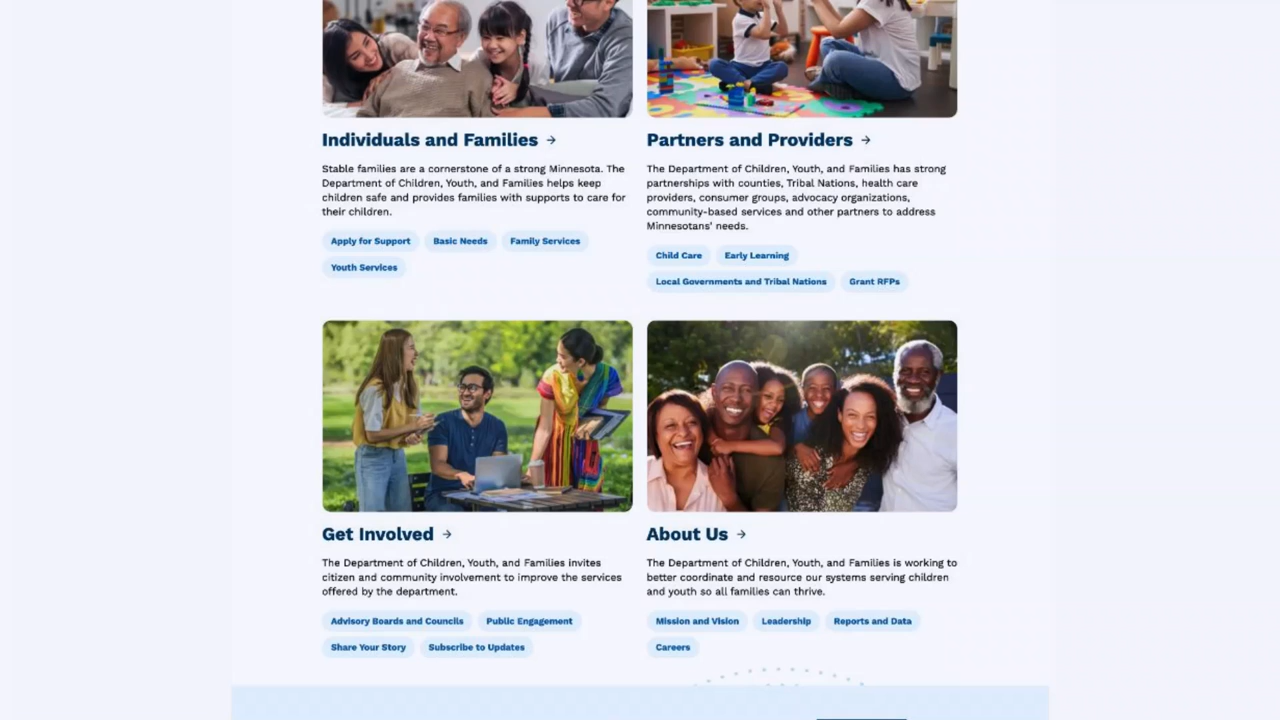 Individuals and Families →
Stable families are a cornerstone of a strong Minnesota. The
Department of Children, Youth, and Families helps keep
children safe and provides families with supports to care for
their children.
Apply for Support
Basic Needs
Family Services
Youth Services
Partners and Providers →
The Department of Children, Youth, and Families has strong
partnerships with counties, Tribal Nations, health care
providers, consumer groups, advocacy organizations,
community-based services and other partners to address
Minnesotans' needs.
Child Care
Early Learning
Local Governments and Tribal Nations
Grant RFPs
Get Involved →
The Department of Children, Youth, and Families invites
citizen and community involvement to improve the services
offered by the department.
Advisory Boards and Councils
Public Engagement
Share Your Story
Subscribe to Updates
About Us →
The Department of Children, Youth, and Families is working to
better coordinate and resource our systems serving children
and youth so all families can thrive.
Mission and Vision
Leadership
Reports and Data
Careers